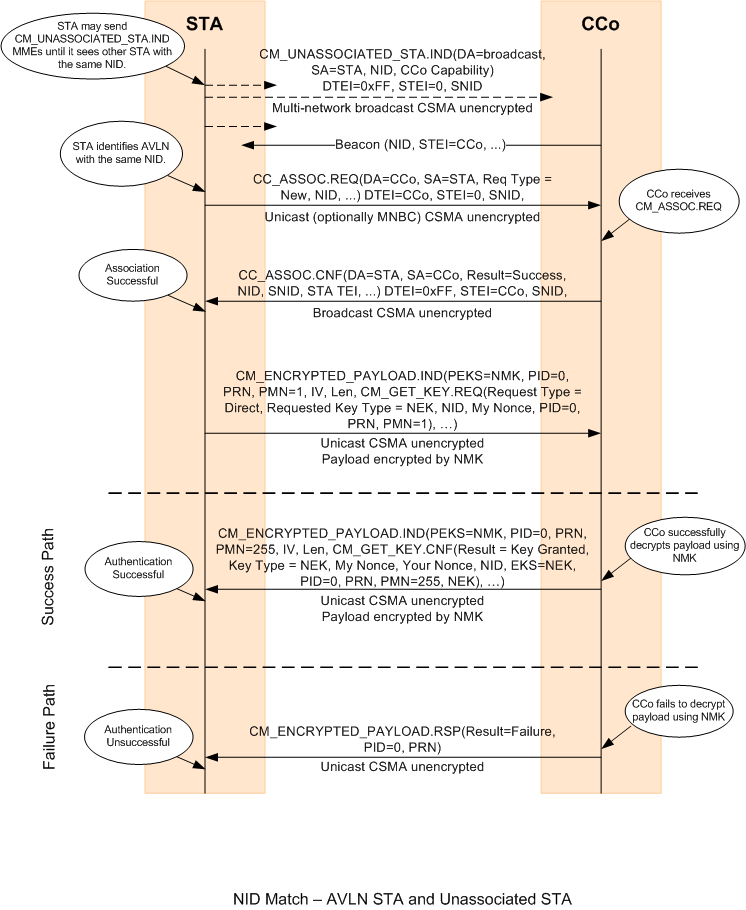 STA
CCo
STA may send
CM_UNASSOCIATED_STA.IND
MMEs until it sees other STA with
the same NID.
CM_UNASSOCIATED_STA.IND(DA=broadcast,
SA=STA, NID, CCo Capability)
DTEI=0xFF, STEI=0, SNID
Multi-network broadcast CSMA unencrypted
STA identifies AVLN
with the same NID.
Beacon (NID, STEI=CCo, ...)
CC_ASSOC.REQ(DA=CCo, SA=STA, Req Type =
New, NID, ...) DTEI=CCo, STEI=0, SNID,
Unicast (optionally MNBC) CSMA unencrypted
CCo receives
CM_ASSOC.REQ
Association
Successful
CC_ASSOC.CNF(DA=STA, SA=CCo, Result=Success,
NID, SNID, STA TEI, ...) DTEI=0xFF, STEI=CCo, SNID,
Broadcast CSMA unencrypted
CM_ENCRYPTED_PAYLOAD.IND(PEKS=NMK, PID=0,
PRN, PMN=1, IV, Len, CM_GET_KEY.REQ(Request Type =
Direct, Requested Key Type = NEK, NID, My Nonce, PID=0,
PRN, PMN=1), …)
Unicast CSMA unencrypted
Payload encrypted by NMK
Success Path
Authentication
Successful
CM_ENCRYPTED_PAYLOAD.IND(PEKS=NMK, PID=0, PRN,
PMN=255, IV, Len, CM_GET_KEY.CNF(Result = Key Granted,
Key Type = NEK, My Nonce, Your Nonce, NID, EKS=NEK,
PID=0, PRN, PMN=255, NEK), …)
Unicast CSMA unencrypted
Payload encrypted by NMK
CCo successfully
decrypts payload using
NMK
Failure Path
Authentication
Unsuccessful
CM_ENCRYPTED_PAYLOAD.RSP(Result=Failure,
PID=0, PRN)
Unicast CSMA unencrypted
CCo fails to decrypt
payload using NMK
NID Match – AVLN STA and Unassociated STA